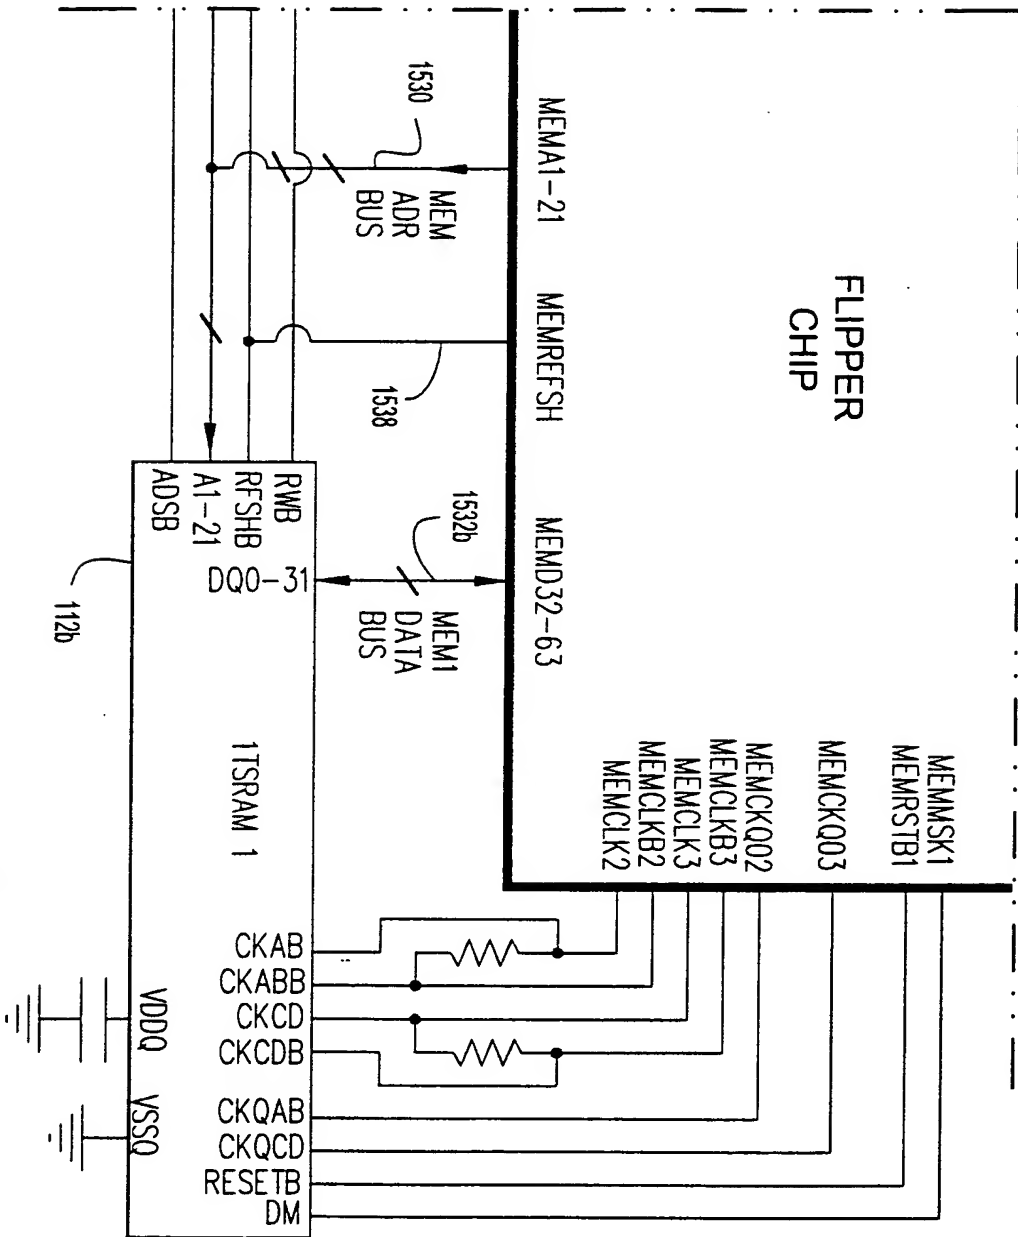 FLIPPER
CHIP
MEMA1-21
MEMREFSH
MEMD32-63
MEMMSK1
MEMRSTB1
MEMCKQ03
MEMCKQ02
MEMCLKB3
MEMCLK3
MEMCLKB2
MEMCLK2
1530
MEM
ADR
BUS
1538
1532b
MEM1
DATA
BUS
RWB
RFSHB
A1-21
ADSB
DQ0-31
112b
1TSRAM 1
CKAB
CKABB
CKCD
CKCDB
CKQAB
CKQCD
RESETB
DM
VDDQ
VSSQ